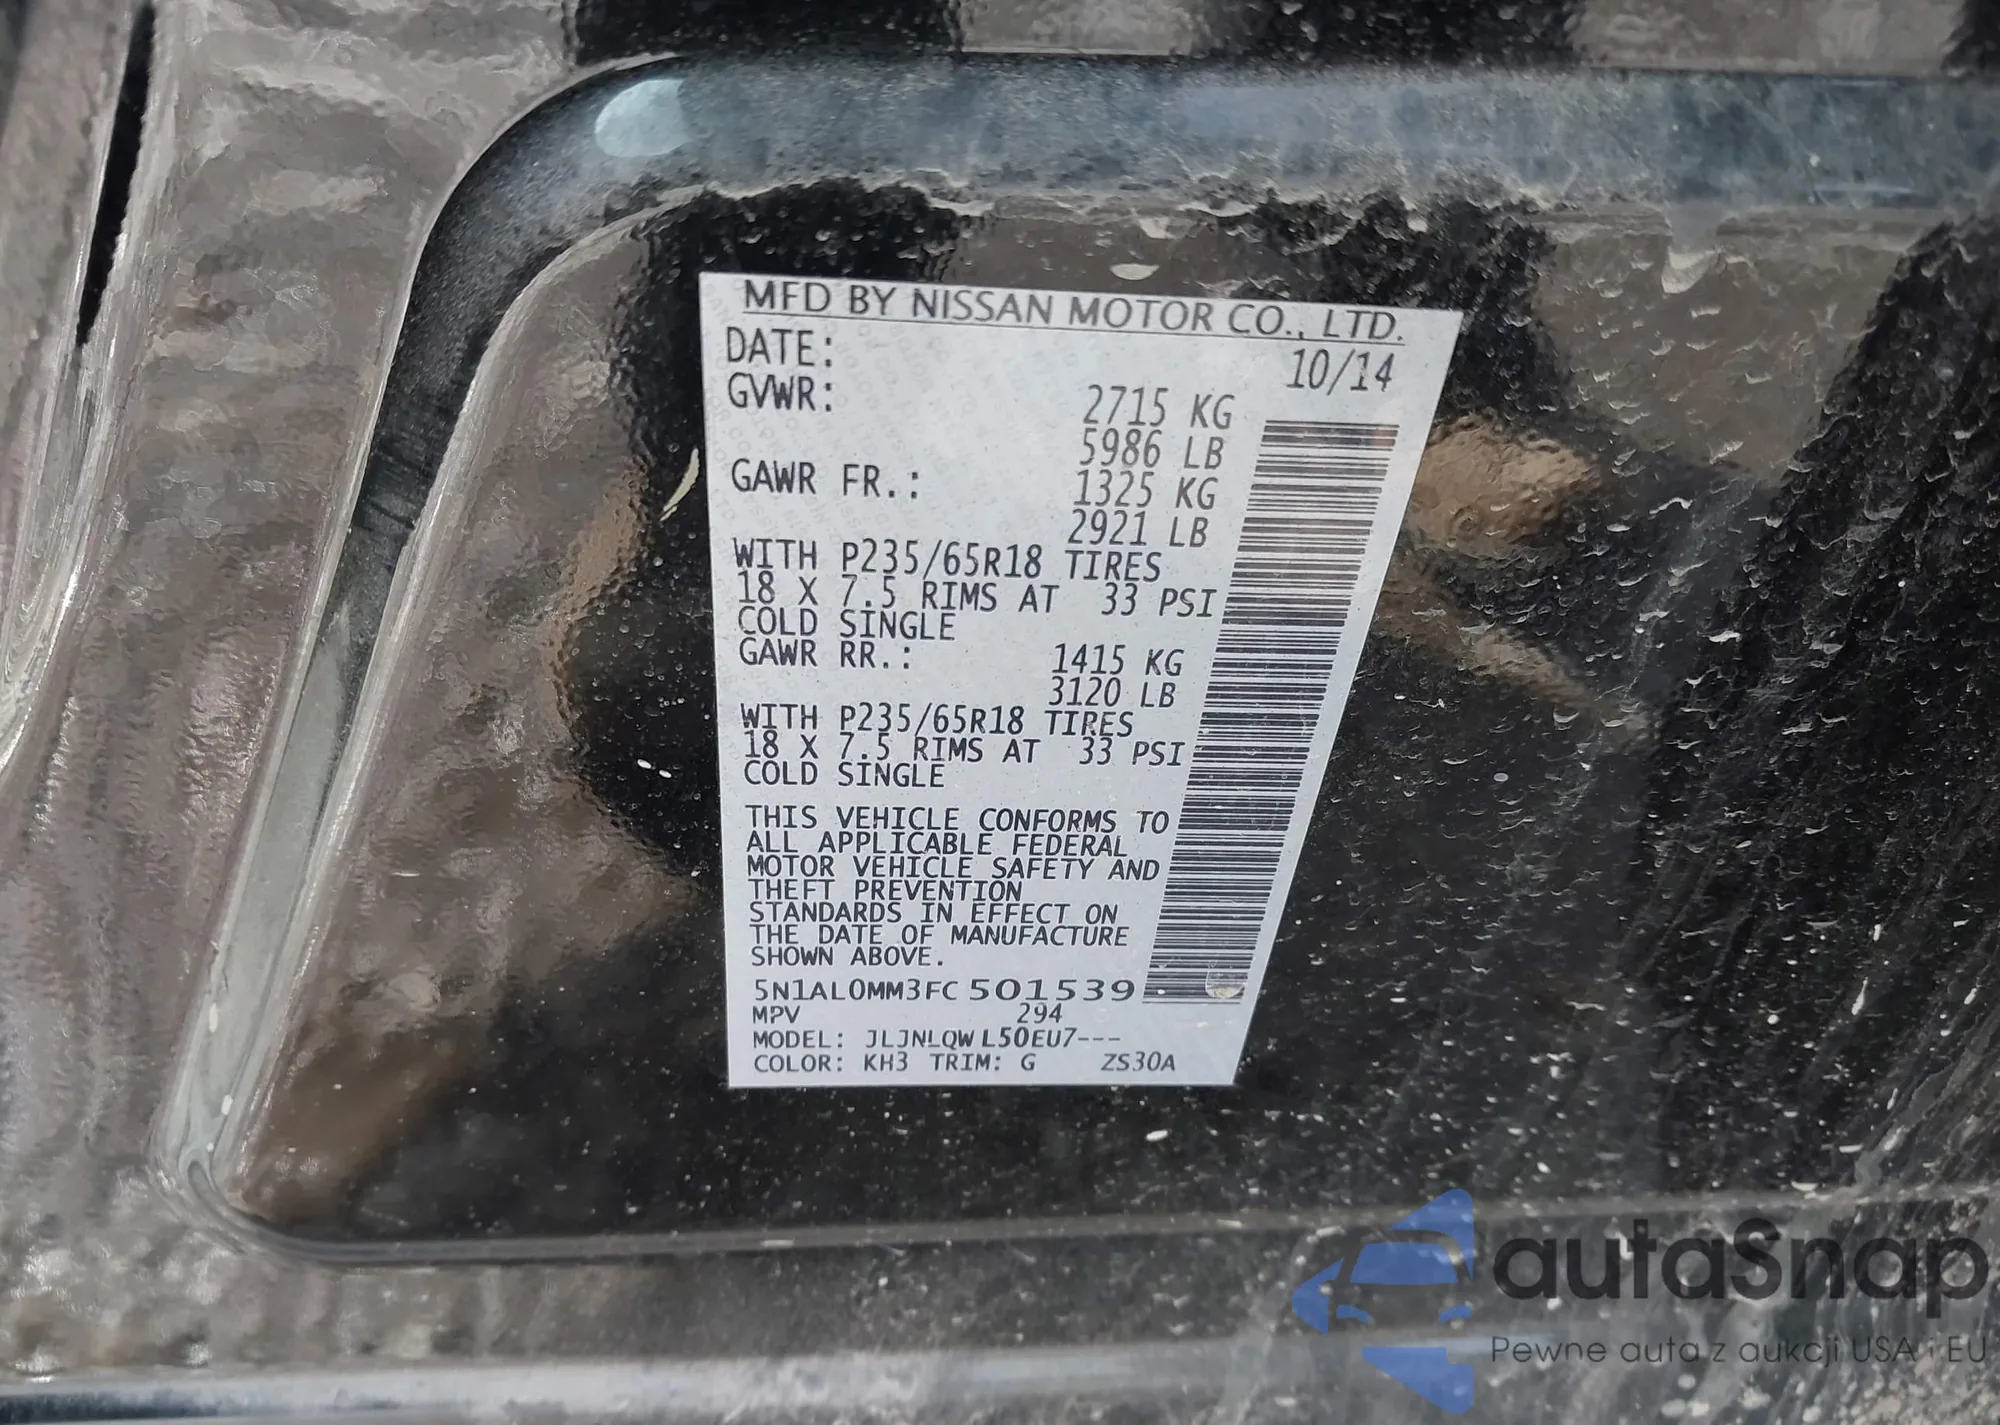 MFD BY NISSAN MOTOR CO., LTD.
DATE: 10/14
GVWR: 2715 KG
5986 LB
GAWR FR.: 1325 KG
2921 LB
WITH P235/65R18 TIRES
18 X 7.5 RIMS AT 33 PSI
COLD SINGLE
GAWR RR.: 1415 KG
3120 LB
WITH P235/65R18 TIRES
18 X 7.5 RIMS AT 33 PSI
COLD SINGLE
THIS VEHICLE CONFORMS TO
ALL APPLICABLE FEDERAL
MOTOR VEHICLE SAFETY AND
THEFT PREVENTION
STANDARDS IN EFFECT ON
THE DATE OF MANUFACTURE
SHOWN ABOVE.
5N1AL0MM3FC501539
MPV 294
MODEL: JLJNLQW L50EU7---
COLOR: KH3 TRIM: G ZS30A
autaSnap
Pewne auta z aukcji USA i EU